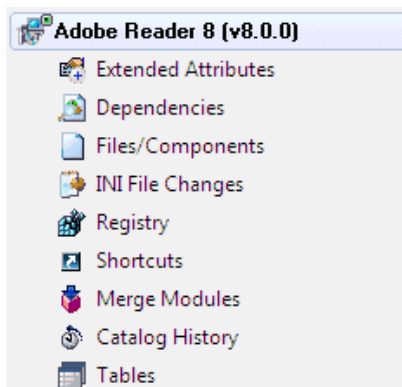 Adobe Reader 8 (v8.0.0)
Extended Attributes
Dependencies
Files/Components
INI File Changes
Registry
Shortcuts
Merge Modules
Catalog History
Tables